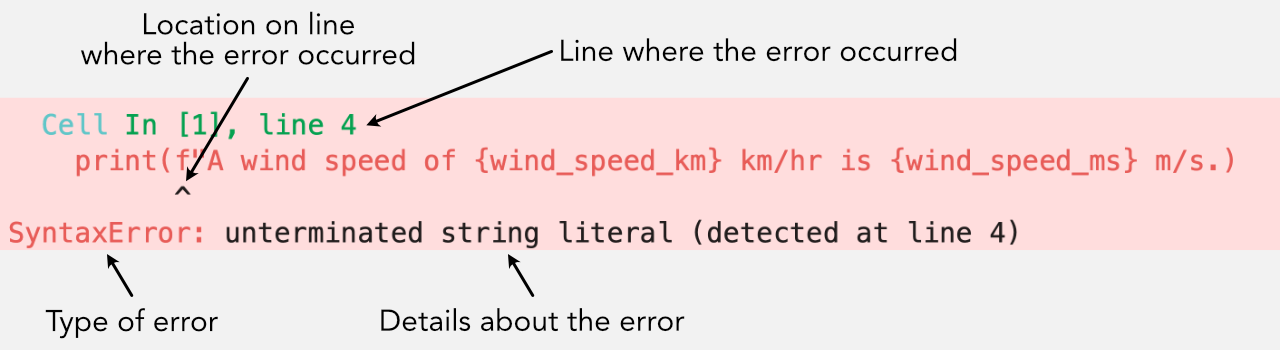 Location on line
where the error occurred
Line where the error occurred
Cell In [1], line 4
print(f"A wind speed of {wind_speed_km} km/hr is {wind_speed_ms} m/s.)
^
SyntaxError: unterminated string literal (detected at line 4)
Type of error
Details about the error